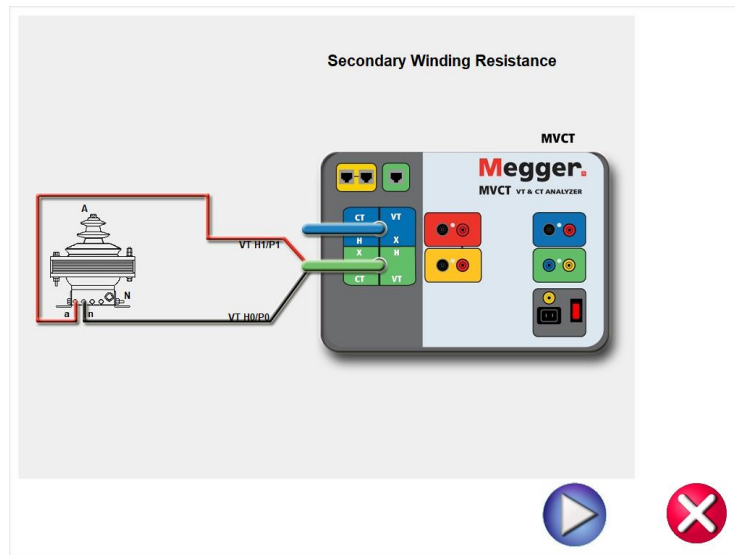 Secondary Winding Resistance
MVCT
Megger.
MVCT VT & CT ANALYZER
CT VT
H X
X H
CT VT
A
VT H1/P1
N
a n
VT H0/P0